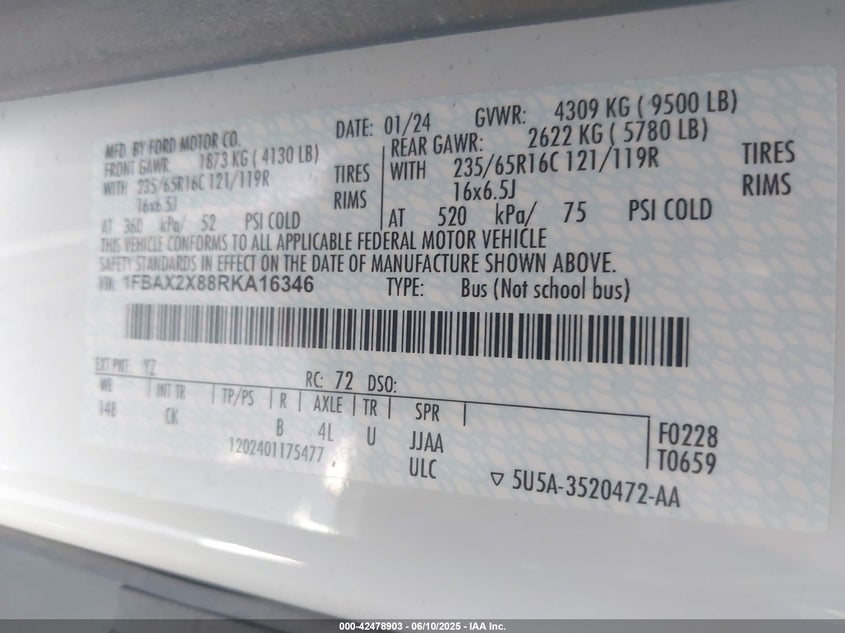 MFD. BY FORD MOTOR CO.
DATE: 01/24 GVWR: 4309 KG ( 9500 LB)
FRONT GAWR: 1873 KG ( 4130 LB)
REAR GAWR: 2622 KG ( 5780 LB)
WITH 235/65R16C 121/119R TIRES
WITH 235/65R16C 121/119R TIRES
16x6.5J RIMS
16x6.5J RIMS
AT 360 kPa/ 52 PSI COLD
AT 520 kPa/ 75 PSI COLD
THIS VEHICLE CONFORMS TO ALL APPLICABLE FEDERAL MOTOR VEHICLE
SAFETY STANDARDS IN EFFECT ON THE DATE OF MANUFACTURE SHOWN ABOVE.
VIN: 1FBAX2X88RKA16346 TYPE: Bus (Not school bus)
EXT PNT: YZ RC: 72 DSO:
WB INT TR TP/PS R AXLE TR SPR
148 CK B 4L U JJAA
F0228
T0659
1202401175477 ULC
5U5A-3520472-AA
000-42478903 — 06/10/2025 — IAA Inc.